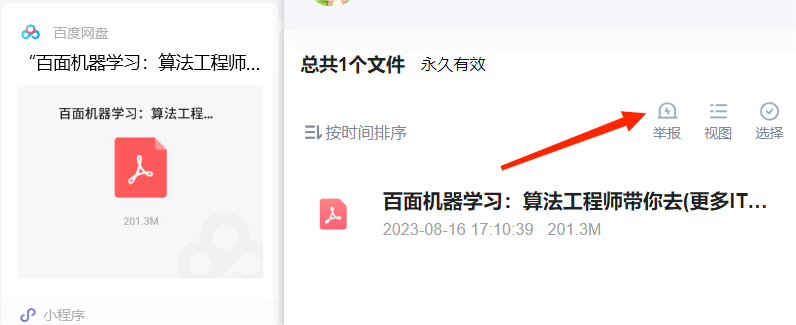 百度网盘
“百面机器学习：算法工程师...
百面机器学习：算法工程...
201.3M
小程序
总共1个文件 永久有效
按时间排序
举报 视图 选择
百面机器学习：算法工程师带你去(更多IT...
2023-08-16 17:10:39 201.3M